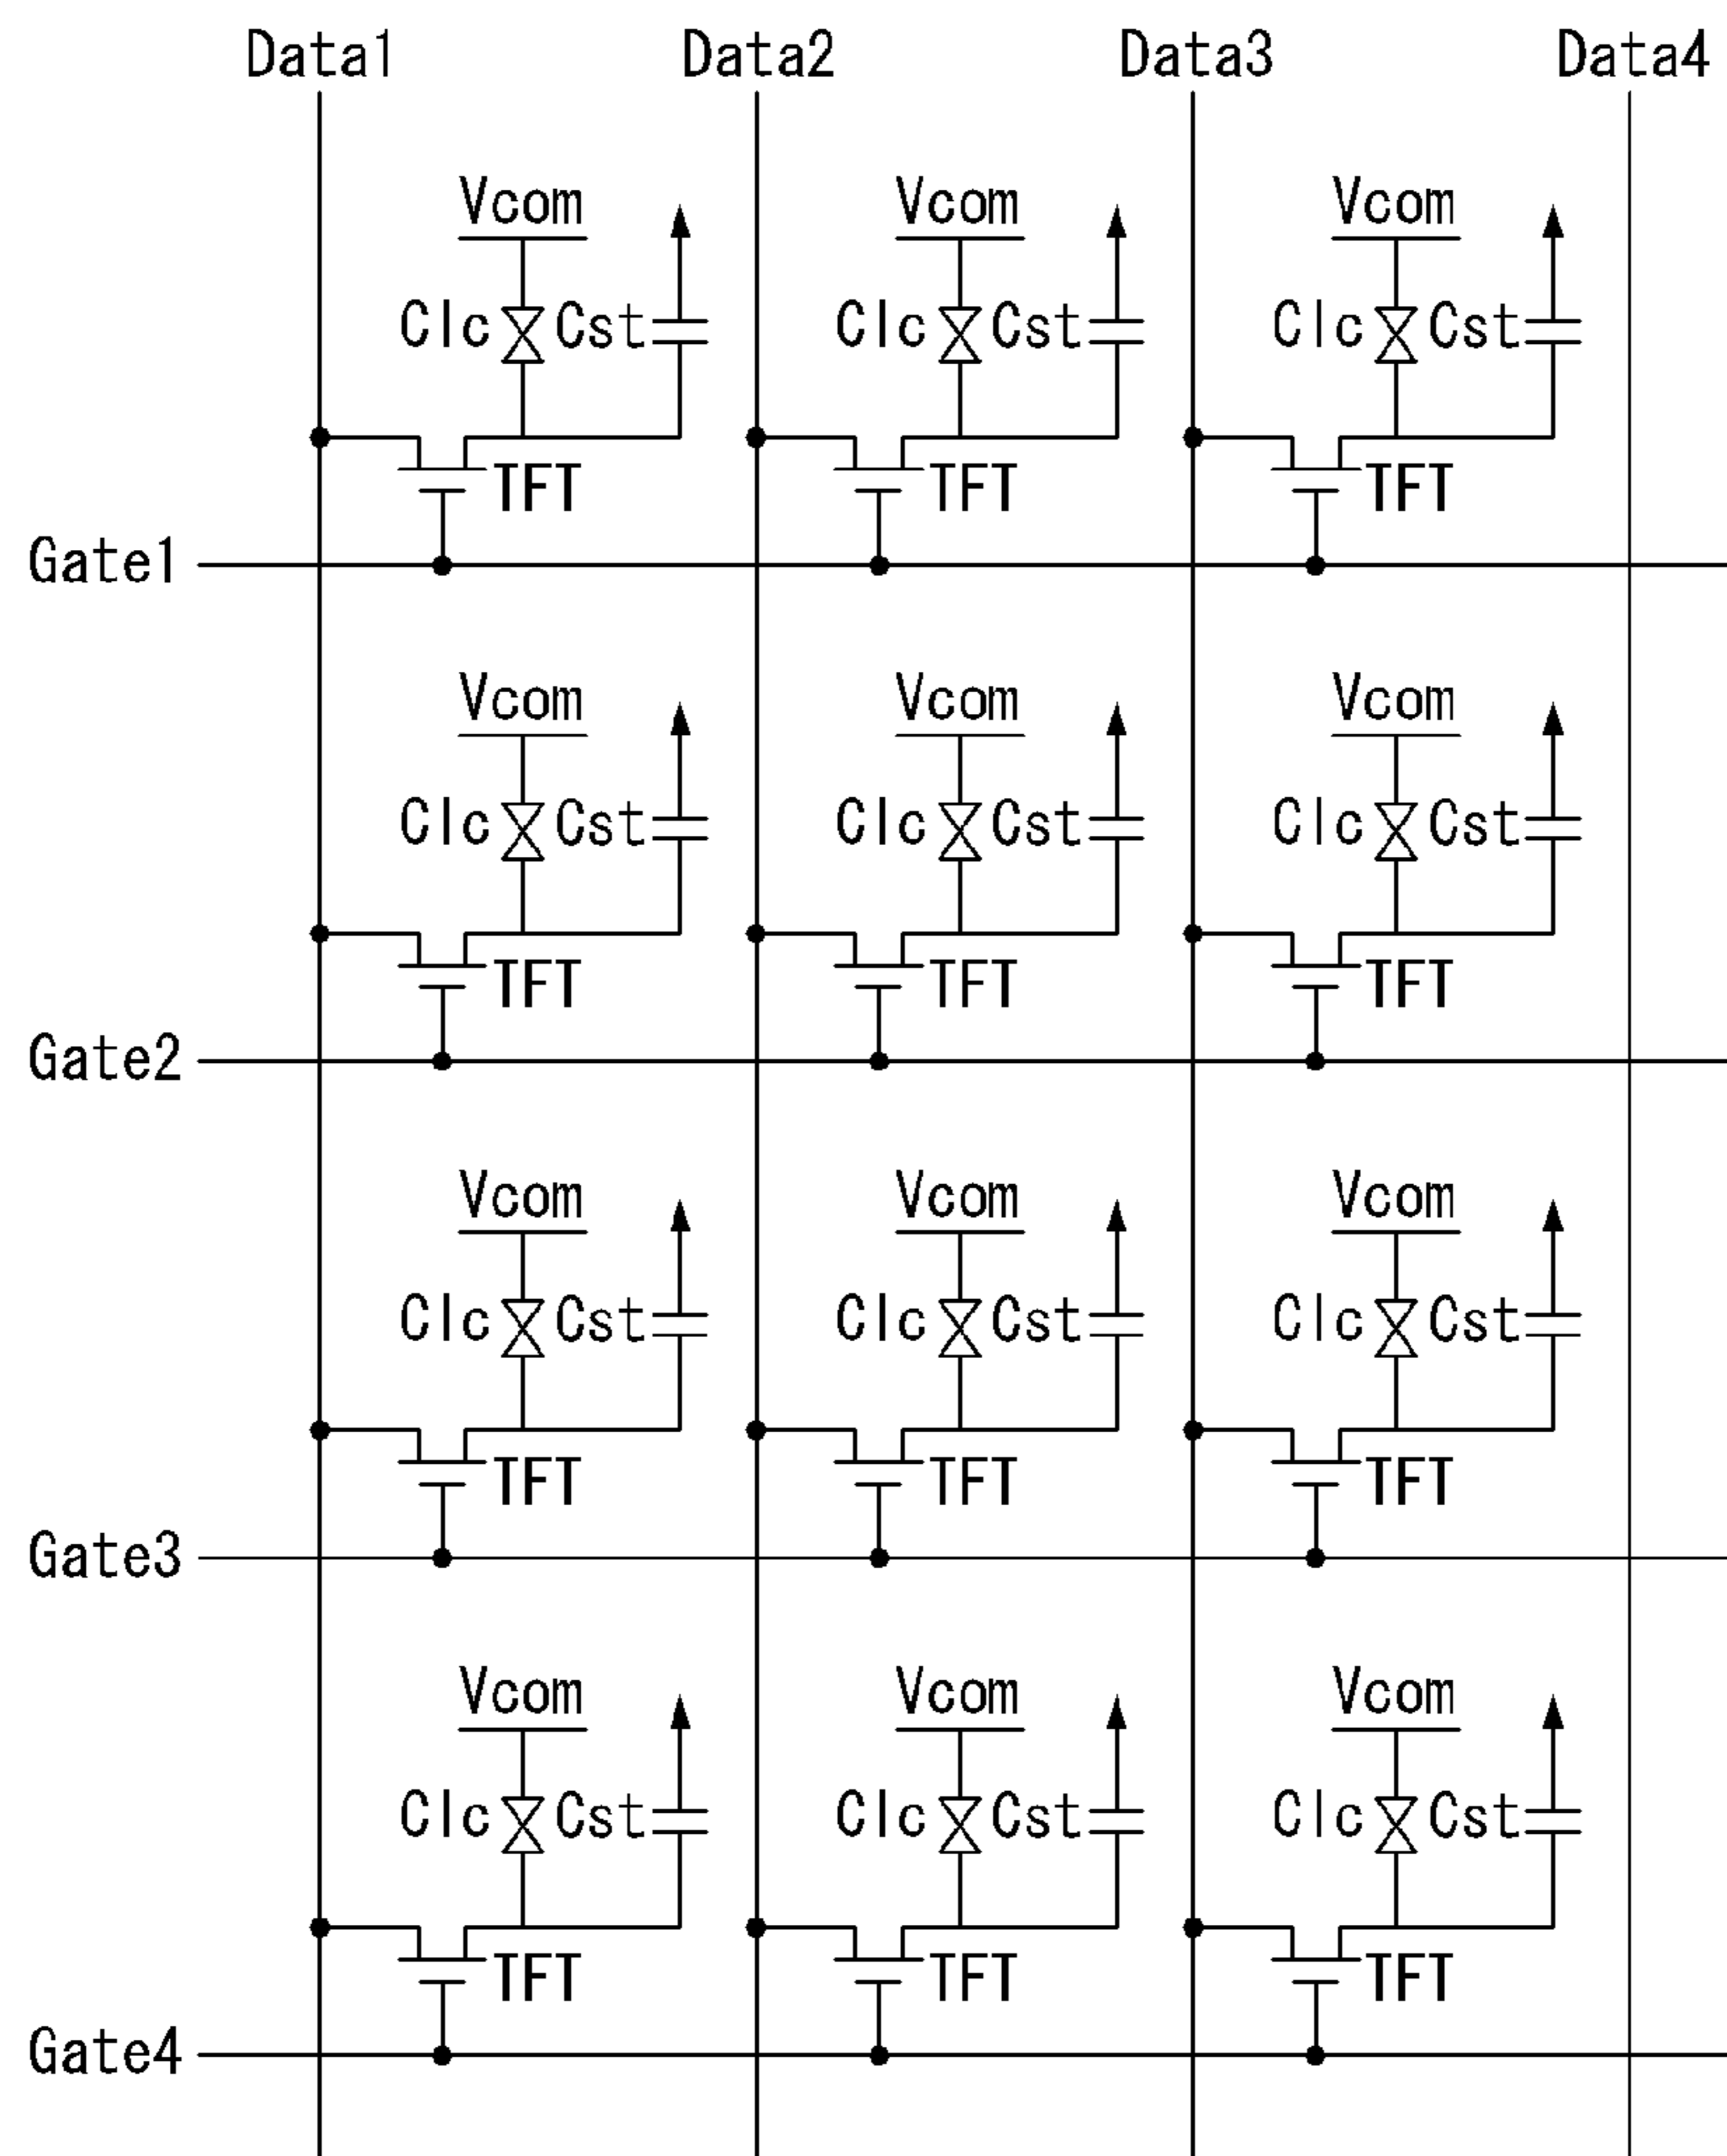 Data1 Data2 Data3 Data4
Vcom Vcom Vcom
Clc Cst Clc Cst Clc Cst
TFT TFT TFT
Gate1
Vcom Vcom Vcom
Clc Cst Clc Cst Clc Cst
TFT TFT TFT
Gate2
Vcom Vcom Vcom
Clc Cst Clc Cst Clc Cst
TFT TFT TFT
Gate3
Vcom Vcom Vcom
Clc Cst Clc Cst Clc Cst
TFT TFT TFT
Gate4